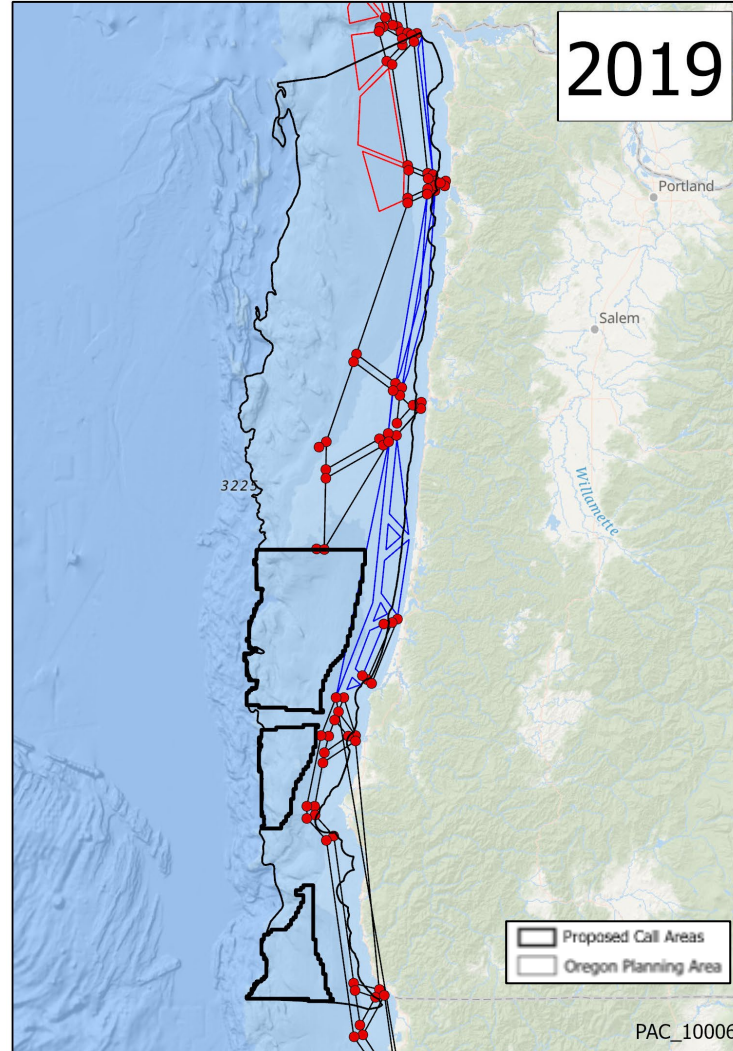 2019
Portland
Salem
3225
Willamette
Proposed Call Areas
Oregon Planning Area
PAC_10006